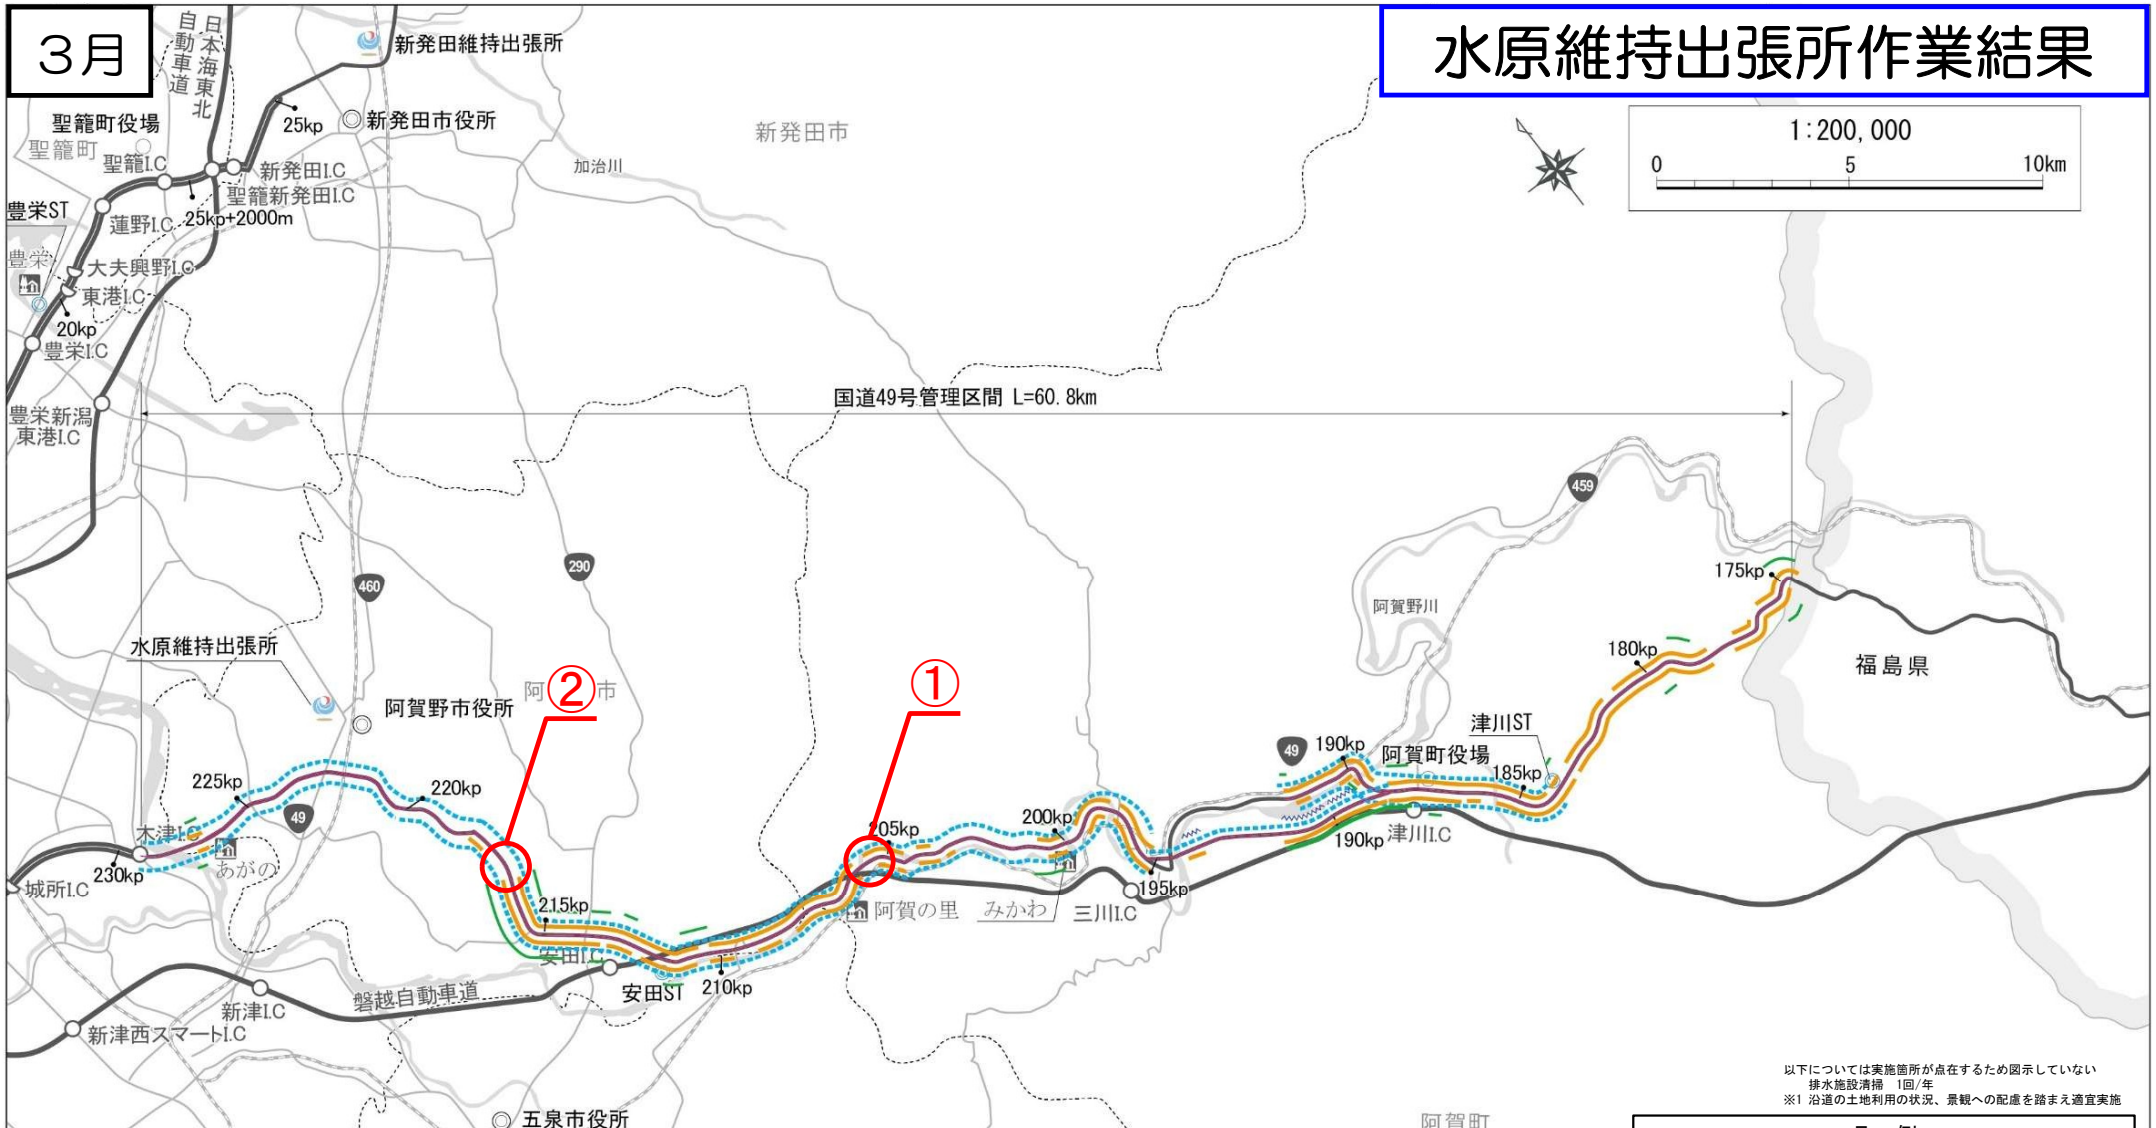 3月
水原維持出張所作業結果
日本海東北
自動車道
新発田維持出張所
1:200,000
0 5 10km
25kp
新発田市役所
新発田市
聖籠町役場
聖籠町
聖籠I.C
新発田I.C
聖籠新発田I.C
加治川
豊栄ST
蓮野I.C
25kp+2000m
豊栄
大夫興野I.C
東港I.C
20kp
豊栄I.C
豊栄新潟
東港I.C
国道49号管理区間 L=60.8km
459
290
460
175kp
阿賀野川
水原維持出張所
180kp
福島県
阿 市
②
①
阿賀野市役所
津川ST
49
190kp
阿賀町役場
225kp
220kp
185kp
49
木津I.C
205kp
200kp
190kp
津川I.C
あがの
230kp
城所I.C
195kp
215kp
阿賀の里
みかわ
三川I.C
安田I.C
安田ST
210kp
磐越自動車道
新津I.C
新津西スマートI.C
以下については実施箇所が点在するため図示していない
排水施設清掃 1回/年
※1 沿道の土地利用の状況、景観への配慮を踏まえ適宜実施
五泉市役所
阿賀町